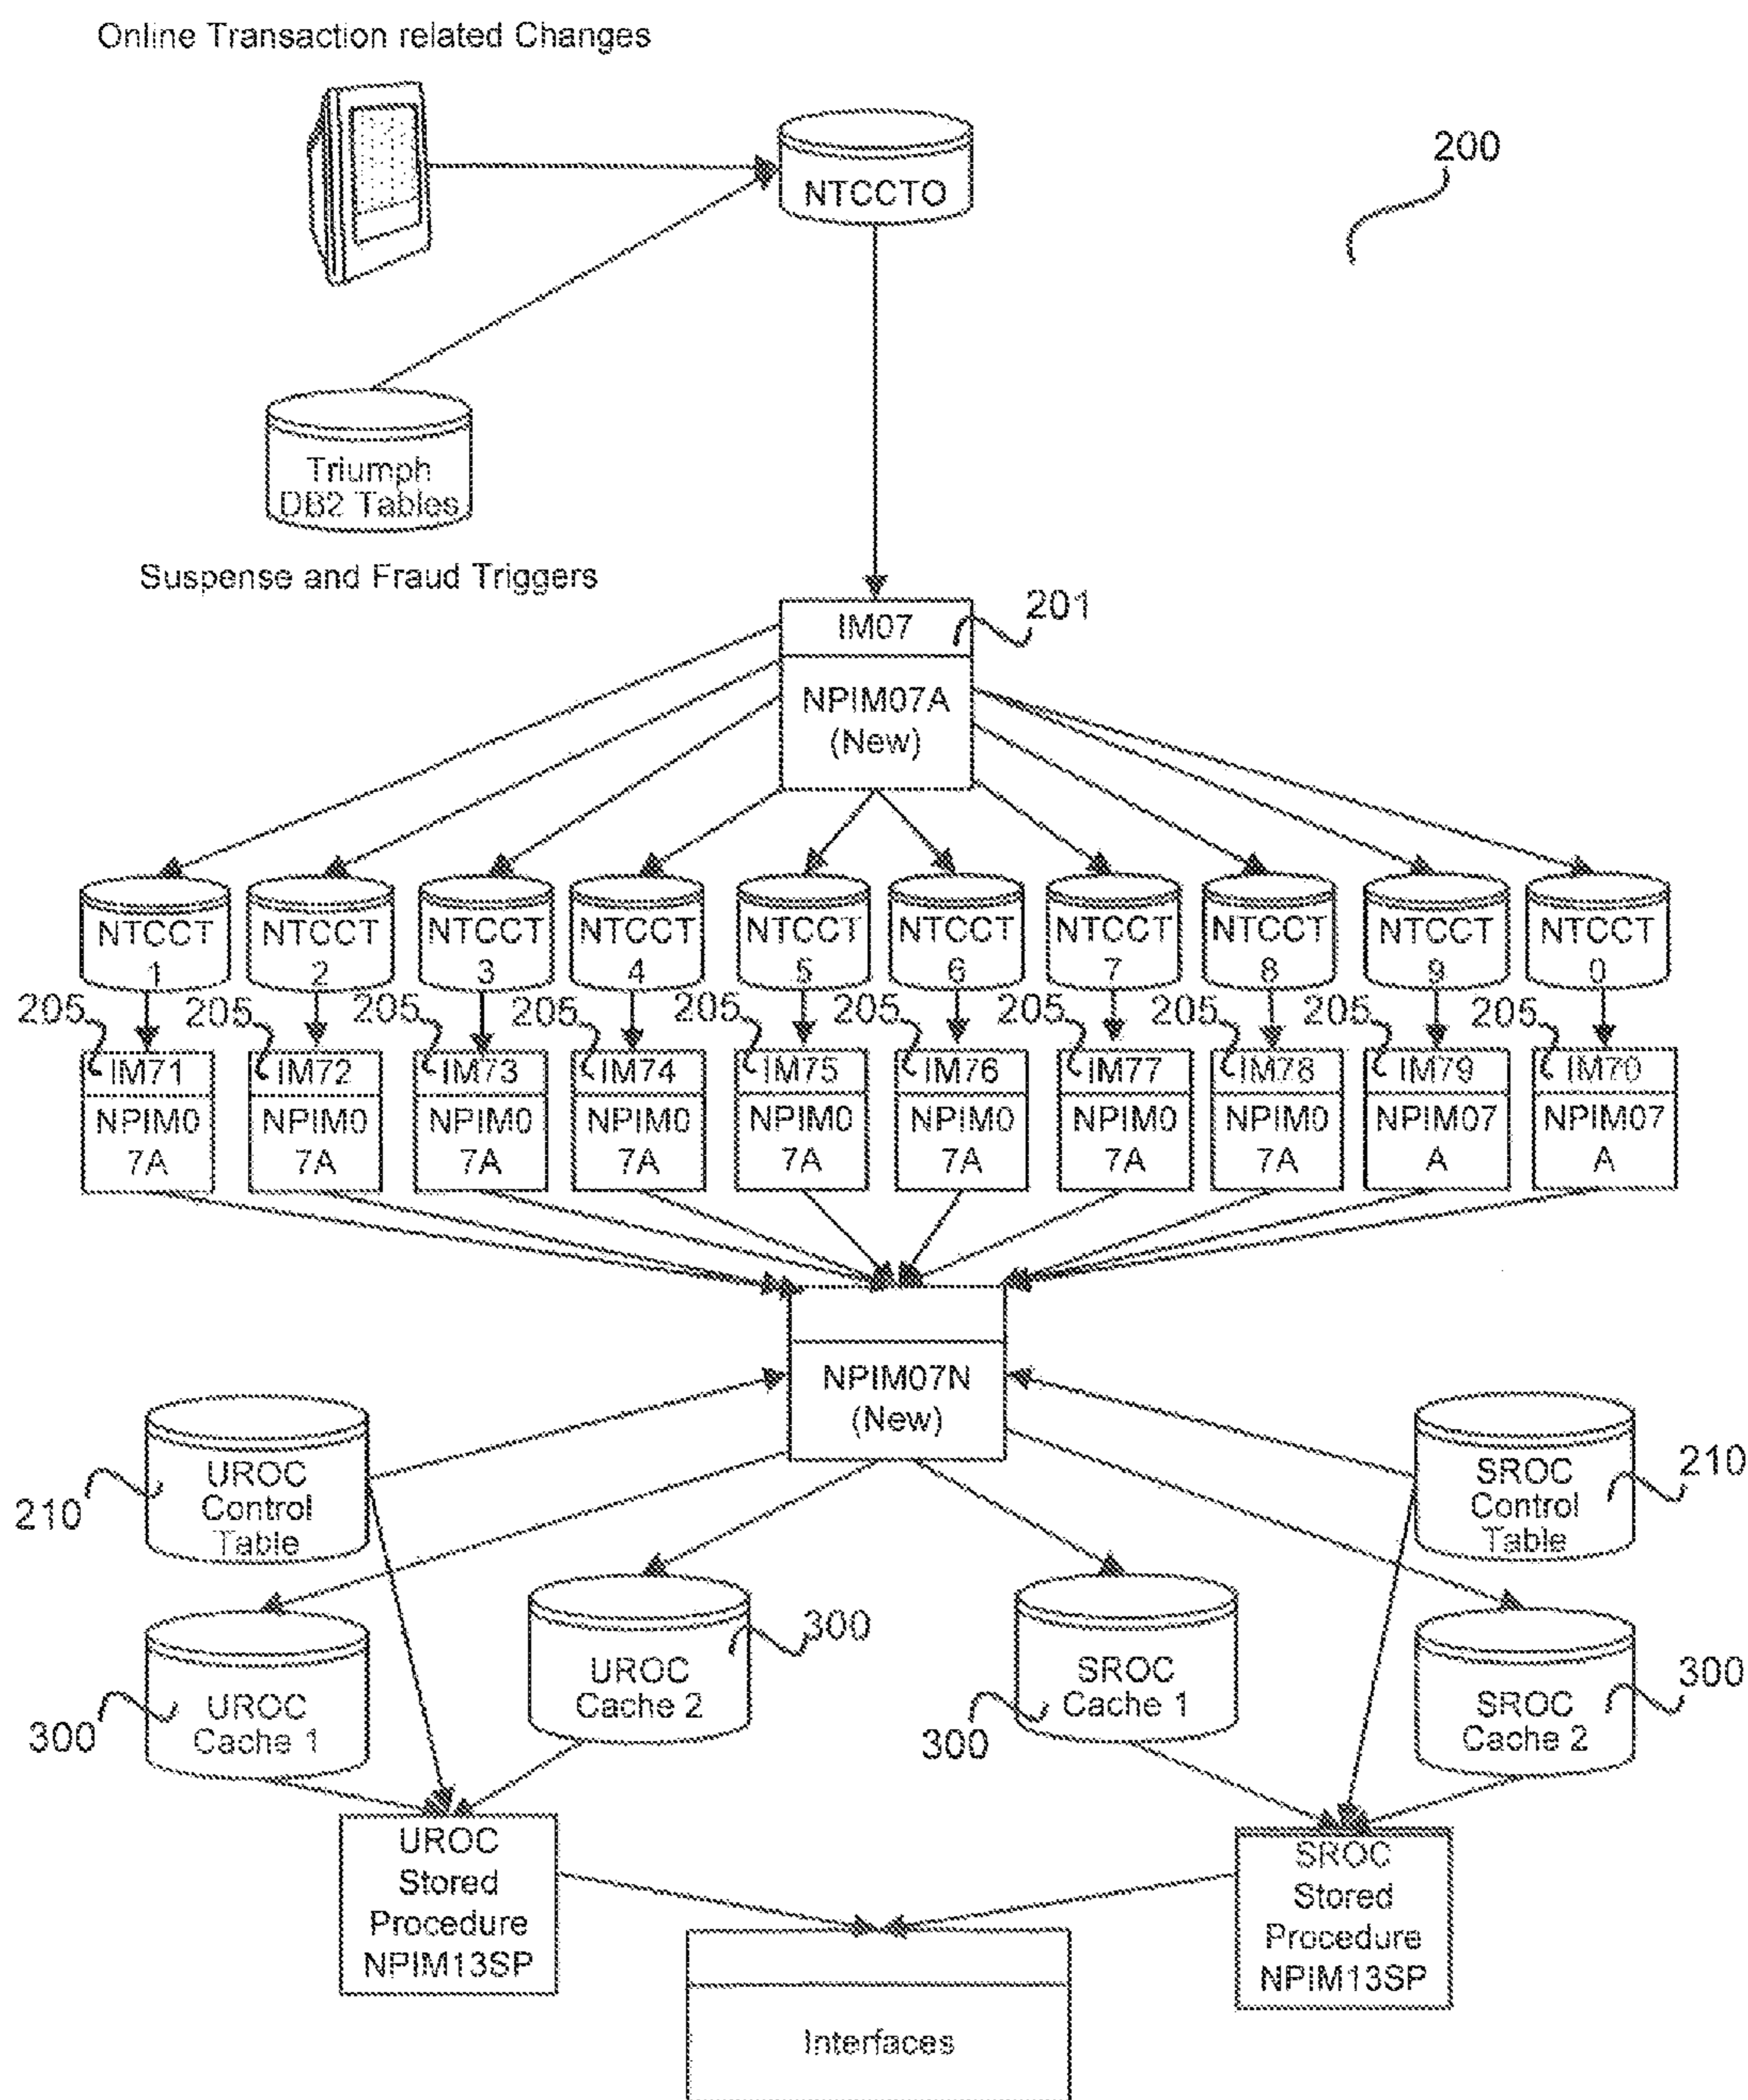 Online Transaction related Changes
200
NTCCTO
Triumph
DB2 Tables
Suspense and Fraud Triggers
201
IM07
NPIM07A
(New)
NTCCT
1
NTCCT
2
NTCCT
3
NTCCT
4
NTCCT
5
NTCCT
6
NTCCT
7
NTCCT
8
NTCCT
9
NTCCT
0
205
205
205
205
205
205
205
205
205
205
IM71
NPIM0
7A
IM72
NPIM0
7A
IM73
NPIM0
7A
IM74
NPIM0
7A
IM75
NPIM0
7A
IM76
NPIM0
7A
IM77
NPIM0
7A
IM78
NPIM0
7A
IM79
NPIM07
A
IM70
NPIM07
A
NPIM07N
(New)
210
UROC
Control
Table
SROC
Control
Table
210
300
UROC
Cache 1
UROC
Cache 2
300
300
SROC
Cache 1
SROC
Cache 2
300
UROC
Stored
Procedure
NPIM13SP
SROC
Stored
Procedure
NPIM13SP
Interfaces